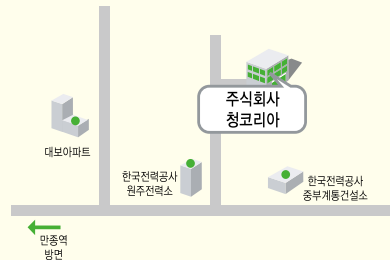 주식회사
청코리아
대보아파트
한국전력공사
원주전력소
한국전력공사
중부계통건설소
만종역
방면